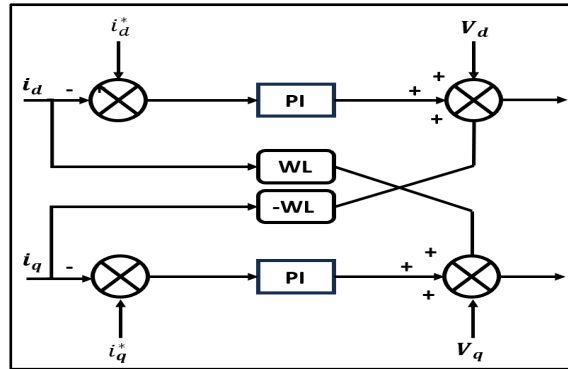 i*d
Vd
id
-
+
PI
+
+
+
WL
-WL
iq
-
PI
+
+
+
i*q
Vq